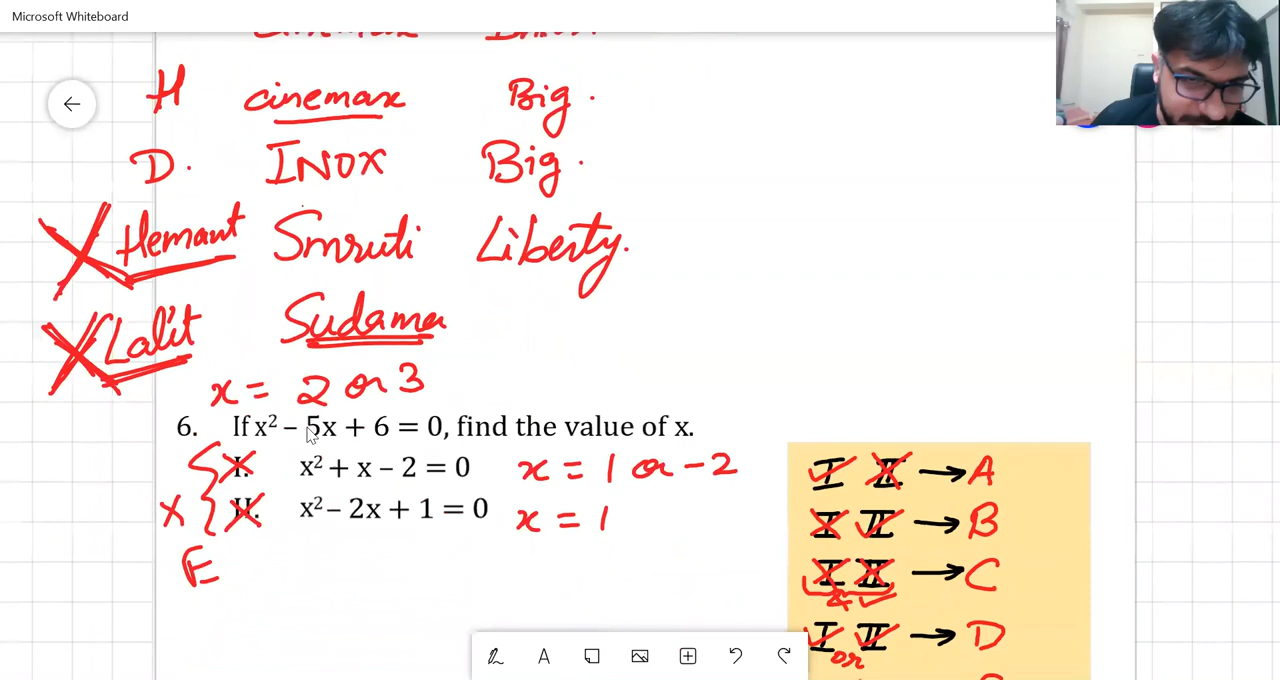 Microsoft Whiteboard
H cinemax Big.
D. INOX Big.
X Hemant Smruti Liberty.
X Lalit Sudama
x = 2 or 3
6. If x² – 5x + 6 = 0, find the value of x.
I. x² + x – 2 = 0 x = 1 or -2
X II. x² – 2x + 1 = 0 x = 1
E
I II → A
I II → B
I II → C
&
I or II → D